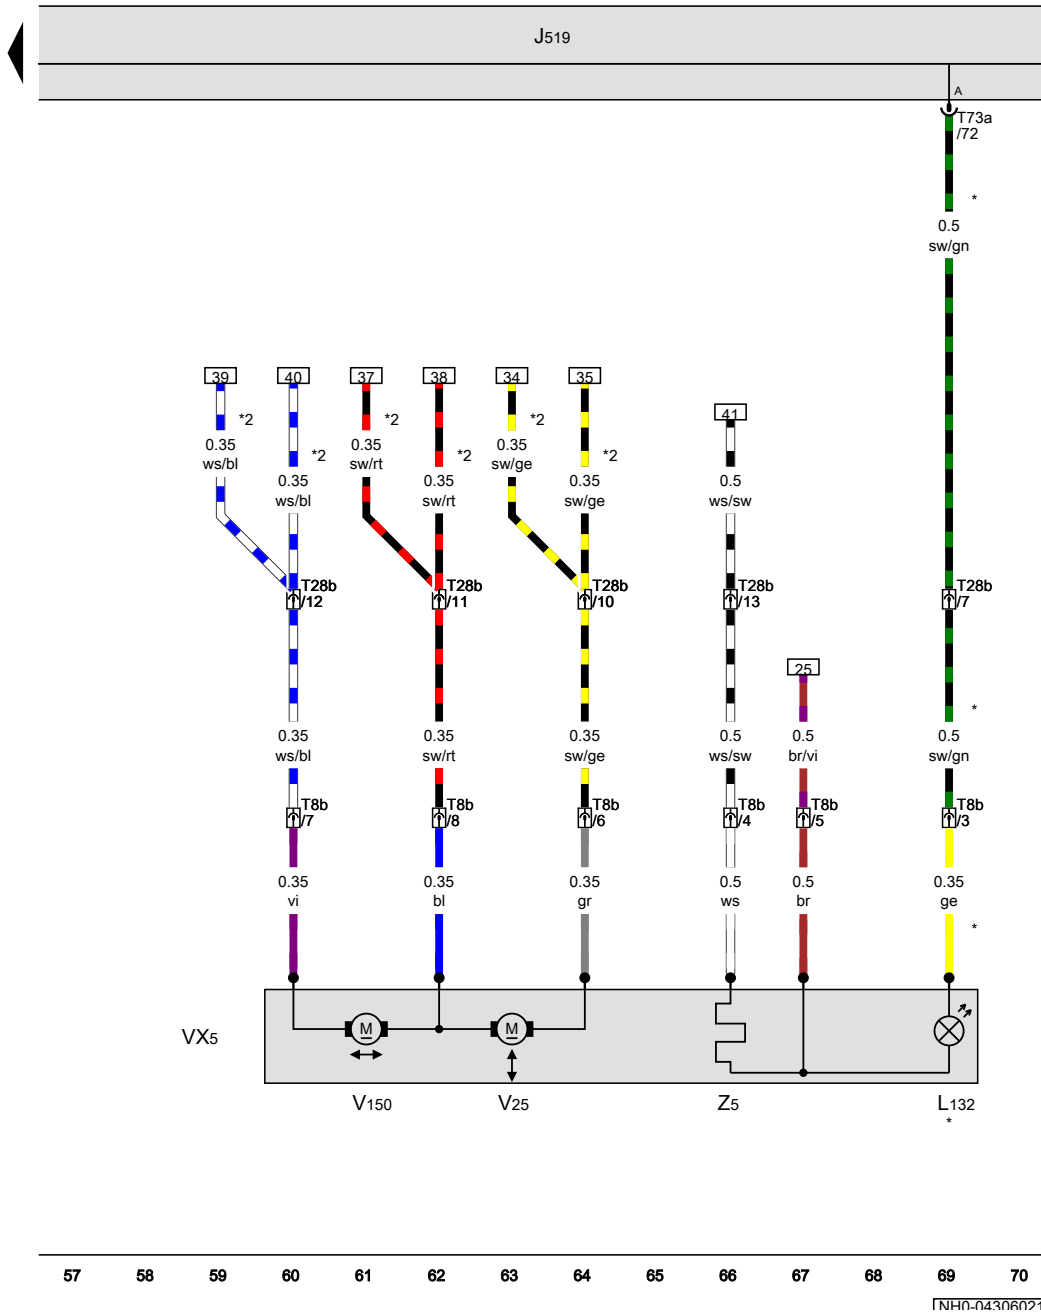 J519
A
T73a
/72
*
0.5
sw/gn
39
40
37
38
34
35
*2
*2
*2
41
0.35
ws/bl
0.35
sw/rt
0.35
sw/ge
*2
*2
*2
0.35
ws/bl
0.35
sw/rt
0.35
sw/ge
0.5
ws/sw
T28b
/12
T28b
/11
T28b
/10
T28b
/13
T28b
/7
25
*
0.35
ws/bl
0.35
sw/rt
0.35
sw/ge
0.5
ws/sw
0.5
br/vi
0.5
sw/gn
T8b
/7
T8b
/8
T8b
/6
T8b
/4
T8b
/5
T8b
/3
0.35
vi
0.35
bl
0.35
gr
0.5
ws
0.5
br
0.35
ge
*
VX5
M
M
V150
V25
Z5
L132
*
57 58 59 60 61 62 63 64 65 66 67 68 69 70
NH0-04306021